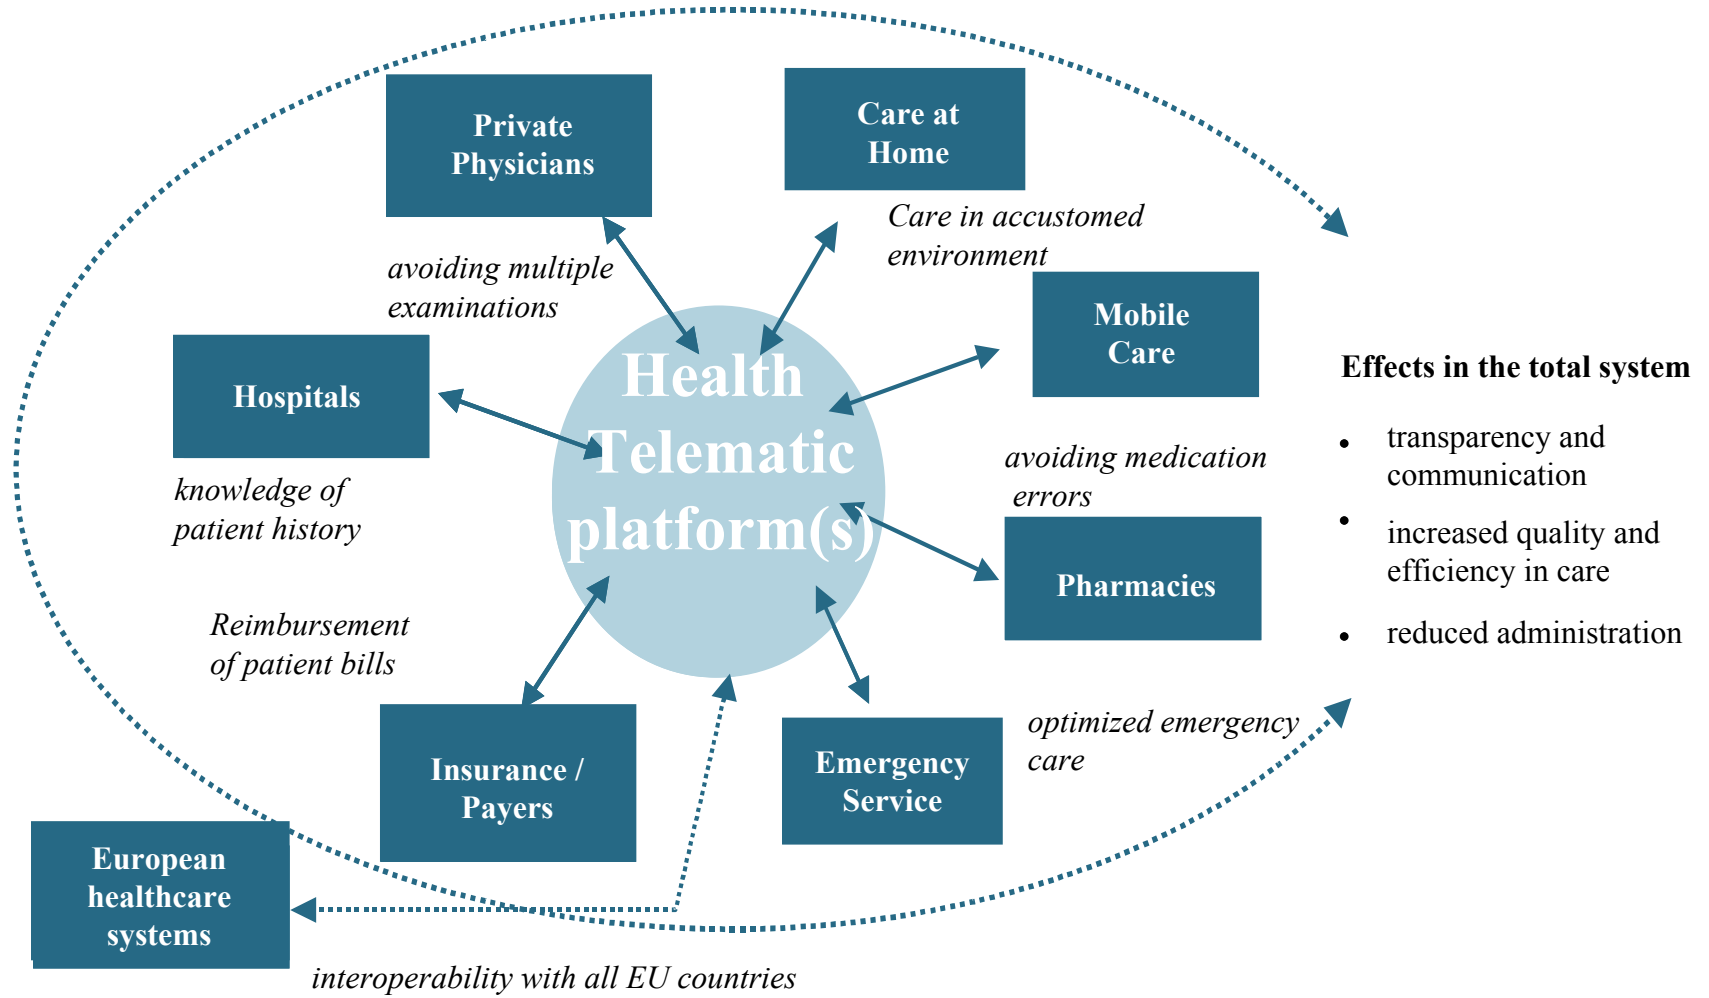 Private
Physicians
Care at
Home
Care in accustomed
environment
avoiding multiple
examinations
Mobile
Care
Hospitals
Health
Telematic
platform(s)
knowledge of
patient history
avoiding medication
errors
Pharmacies
Reimbursement
of patient bills
Insurance /
Payers
Emergency
Service
optimized emergency
care
European
healthcare
systems
interoperability with all EU countries
Effects in the total system
• transparency and
communication
• increased quality and
efficiency in care
• reduced administration